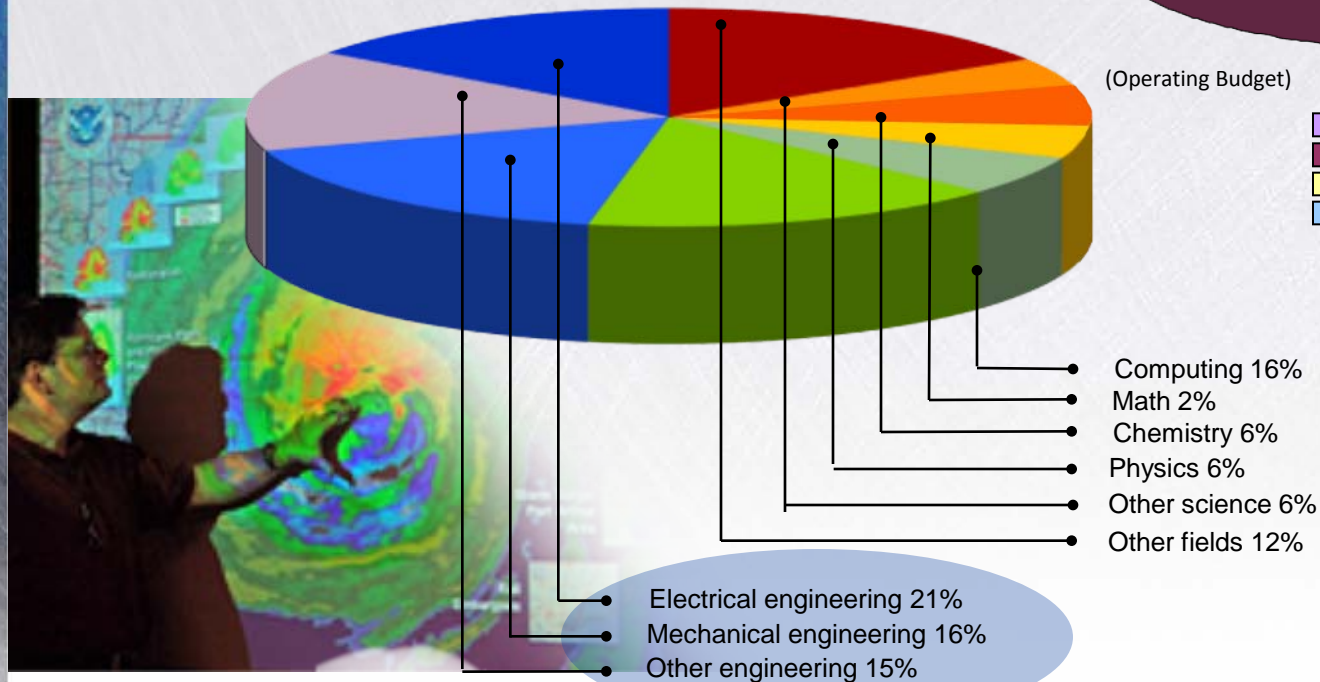 (Operating Budget)
Computing 16%
Math 2%
Chemistry 6%
Physics 6%
Other science 6%
Other fields 12%
Electrical engineering 21%
Mechanical engineering 16%
Other engineering 15%